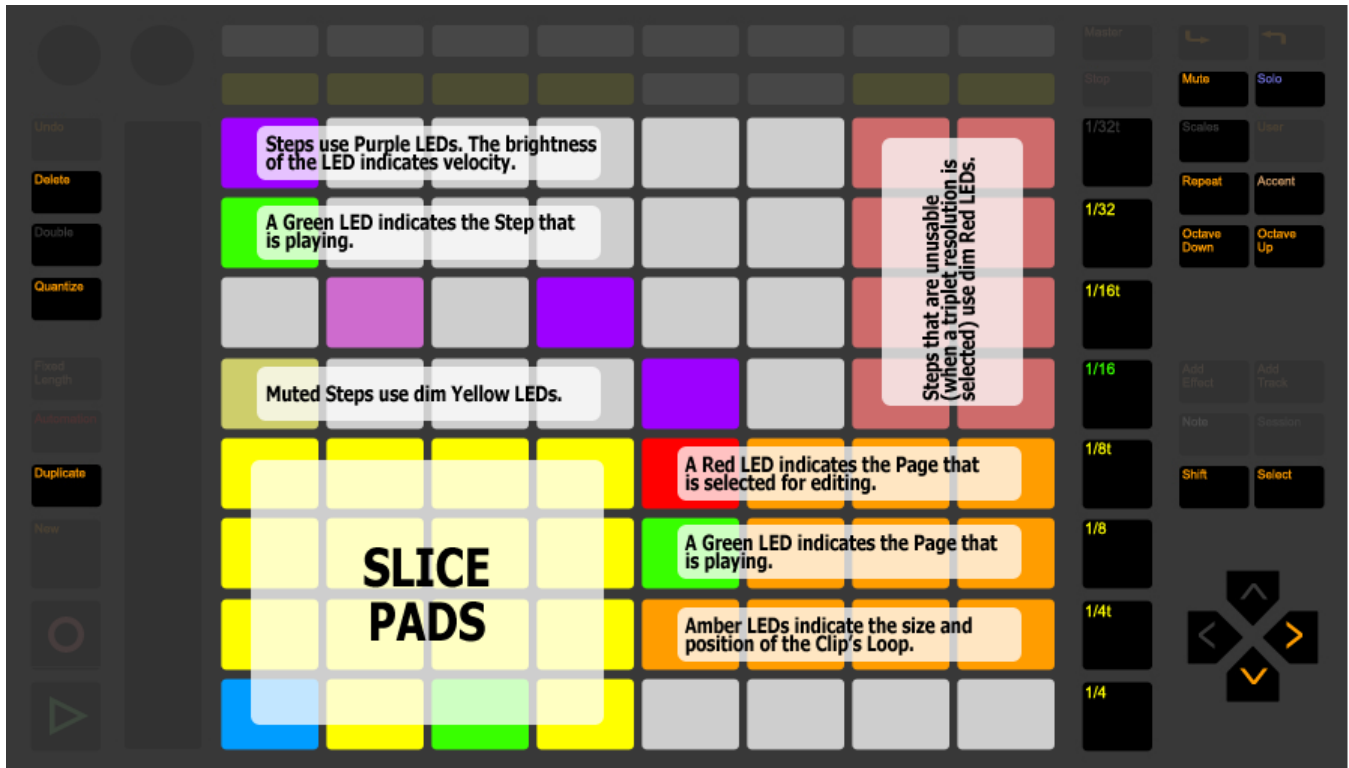 Master
Stop
Mute
Solo
Undo
Steps use Purple LEDs. The brightness
of the LED indicates velocity.
1/32t
Scales
User
Delete
Repeat
Accent
Double
A Green LED indicates the Step that
is playing.
1/32
Octave
Down
Octave
Up
Steps that are unusable
(when a triplet resolution is
selected) use dim Red LEDs.
Quantize
1/16t
Fixed
Length
Automation
Muted Steps use dim Yellow LEDs.
1/16
Add
Effect
Add
Track
Note
Session
Duplicate
A Red LED indicates the Page that
is selected for editing.
1/8t
Shift
Select
New
SLICE
PADS
A Green LED indicates the Page that
is playing.
1/8
Amber LEDs indicate the size and
position of the Clip's Loop.
1/4t
1/4